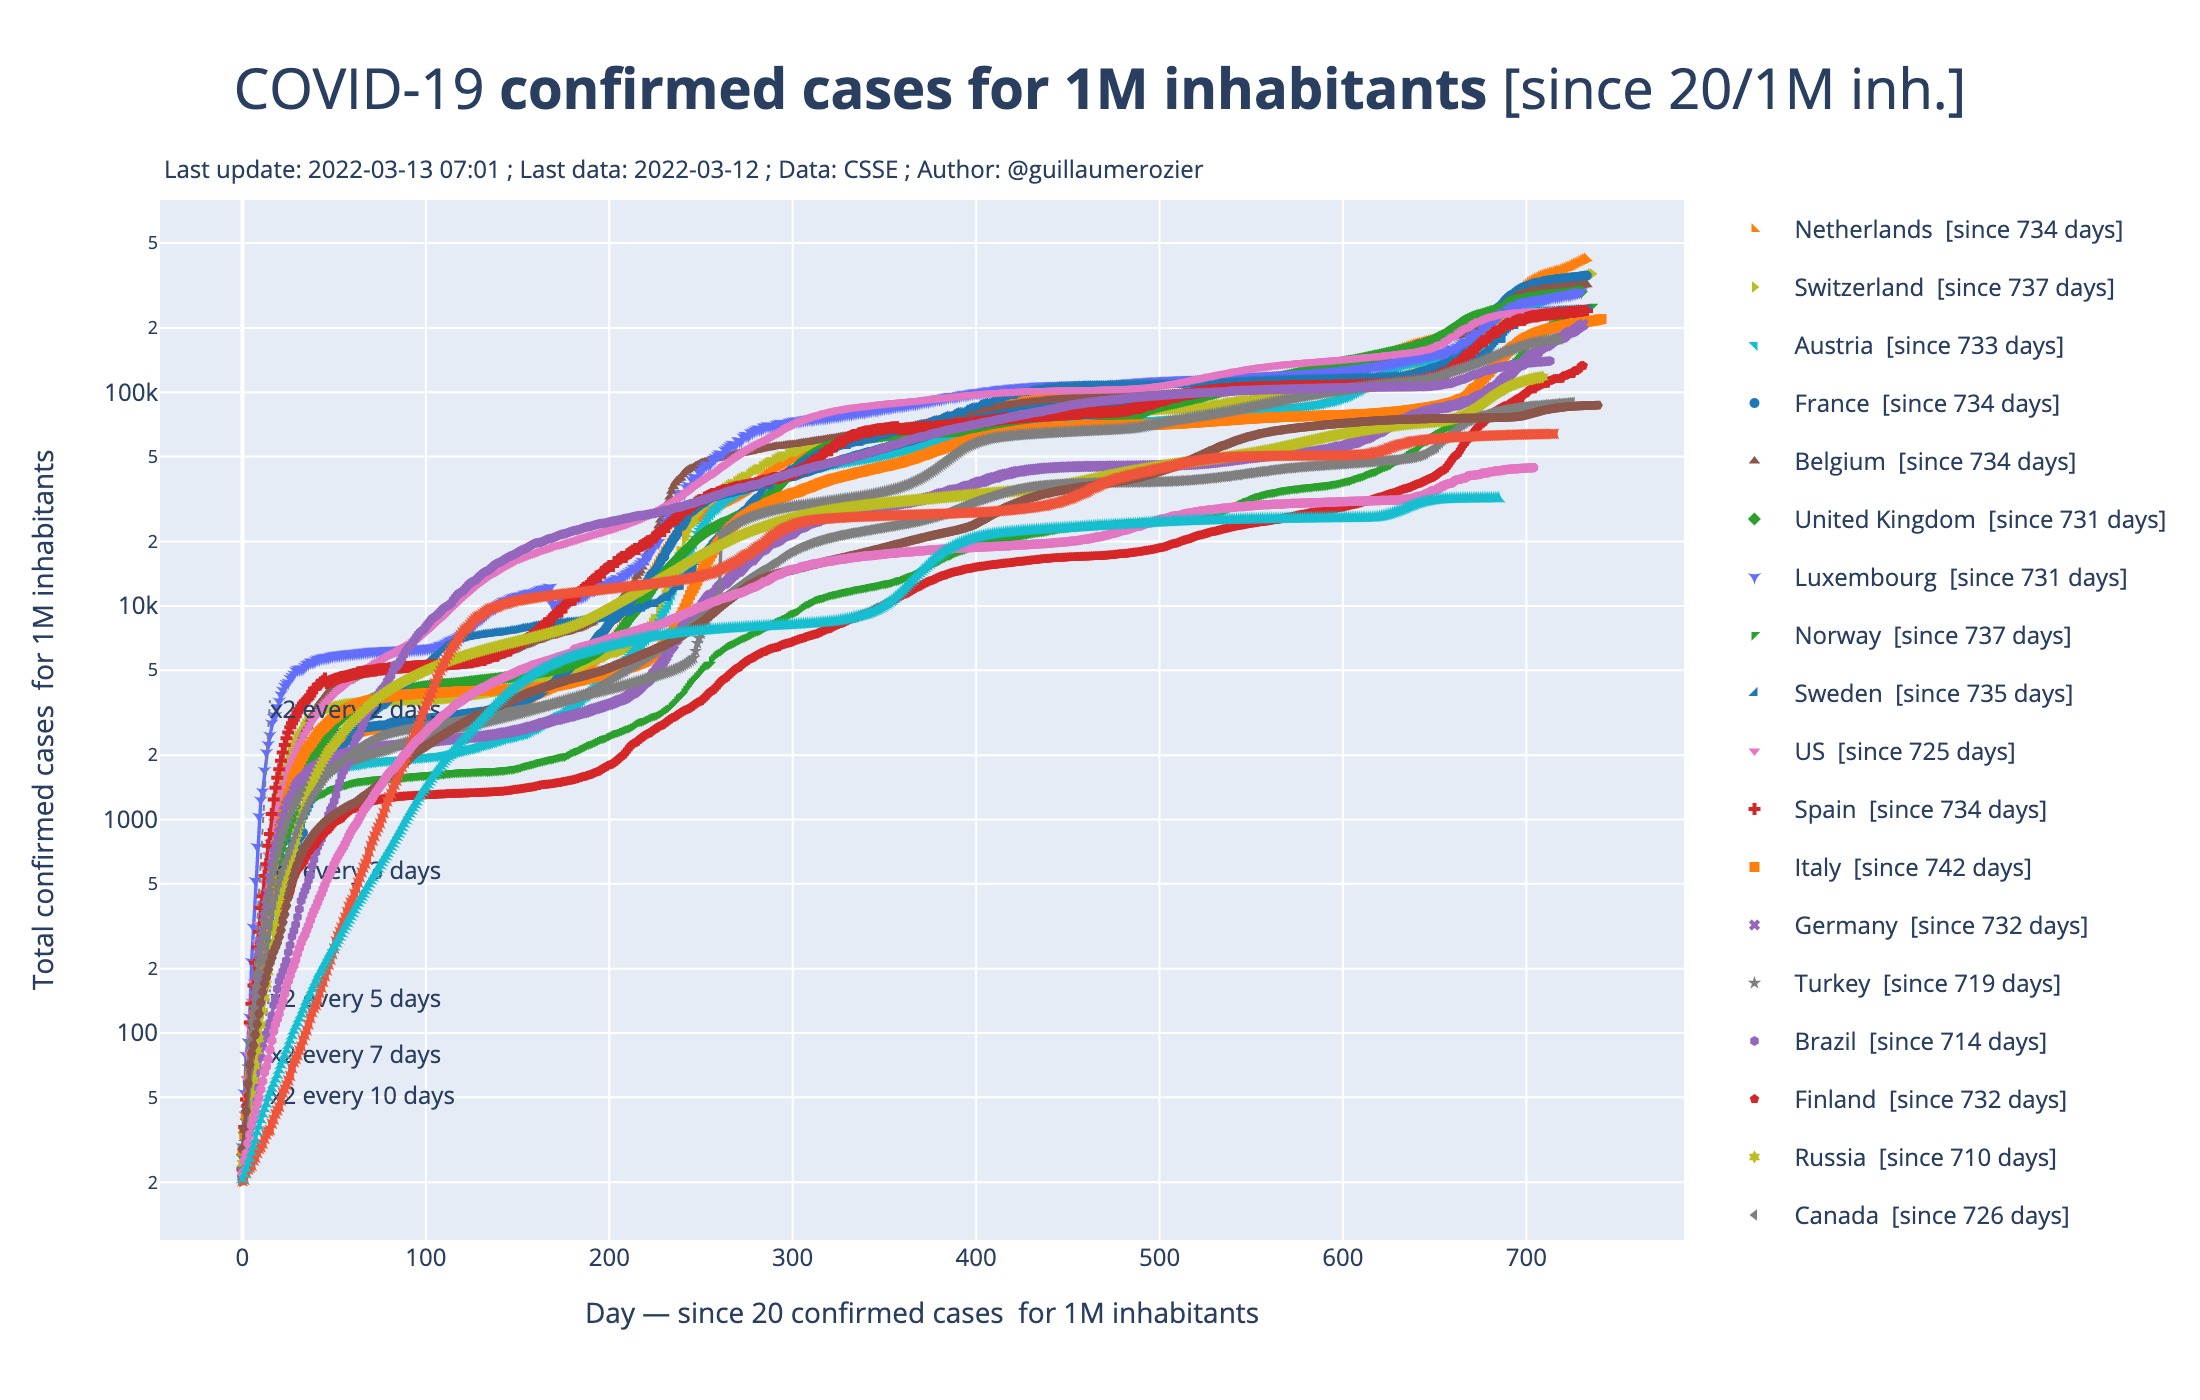 COVID-19 confirmed cases for 1M inhabitants [since 20/1M inh.]
Last update: 2022-03-13 07:01 ; Last data: 2022-03-12 ; Data: CSSE ; Author: @guillaumerozier
Total confirmed cases for 1M inhabitants
5
2
100k
5
2
10k
5
2
1000
5
2
100
5
2
x2 every 2 days
every 3 days
x2 every 5 days
x2 every 7 days
x2 every 10 days
0 100 200 300 400 500 600 700
Day — since 20 confirmed cases for 1M inhabitants
Netherlands [since 734 days]
Switzerland [since 737 days]
Austria [since 733 days]
France [since 734 days]
Belgium [since 734 days]
United Kingdom [since 731 days]
Luxembourg [since 731 days]
Norway [since 737 days]
Sweden [since 735 days]
US [since 725 days]
Spain [since 734 days]
Italy [since 742 days]
Germany [since 732 days]
Turkey [since 719 days]
Brazil [since 714 days]
Finland [since 732 days]
Russia [since 710 days]
Canada [since 726 days]